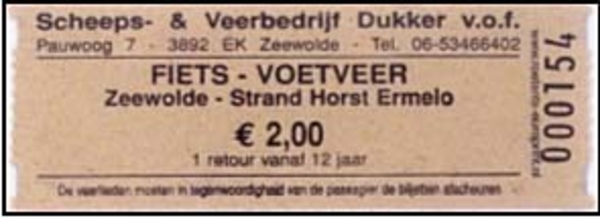 Scheeps- & Veerbedrijf Dukker v.o.f.
Pauwoog 7 - 3892 EK Zeewolde - Tel. 06-53466402
FIETS - VOETVEER
Zeewolde - Strand Horst Ermelo
€ 2,00
1 retour vanaf 12 jaar
De veerlieden moeten in tegenwoordigheid van de passagier de biljetten afscheuren
000154